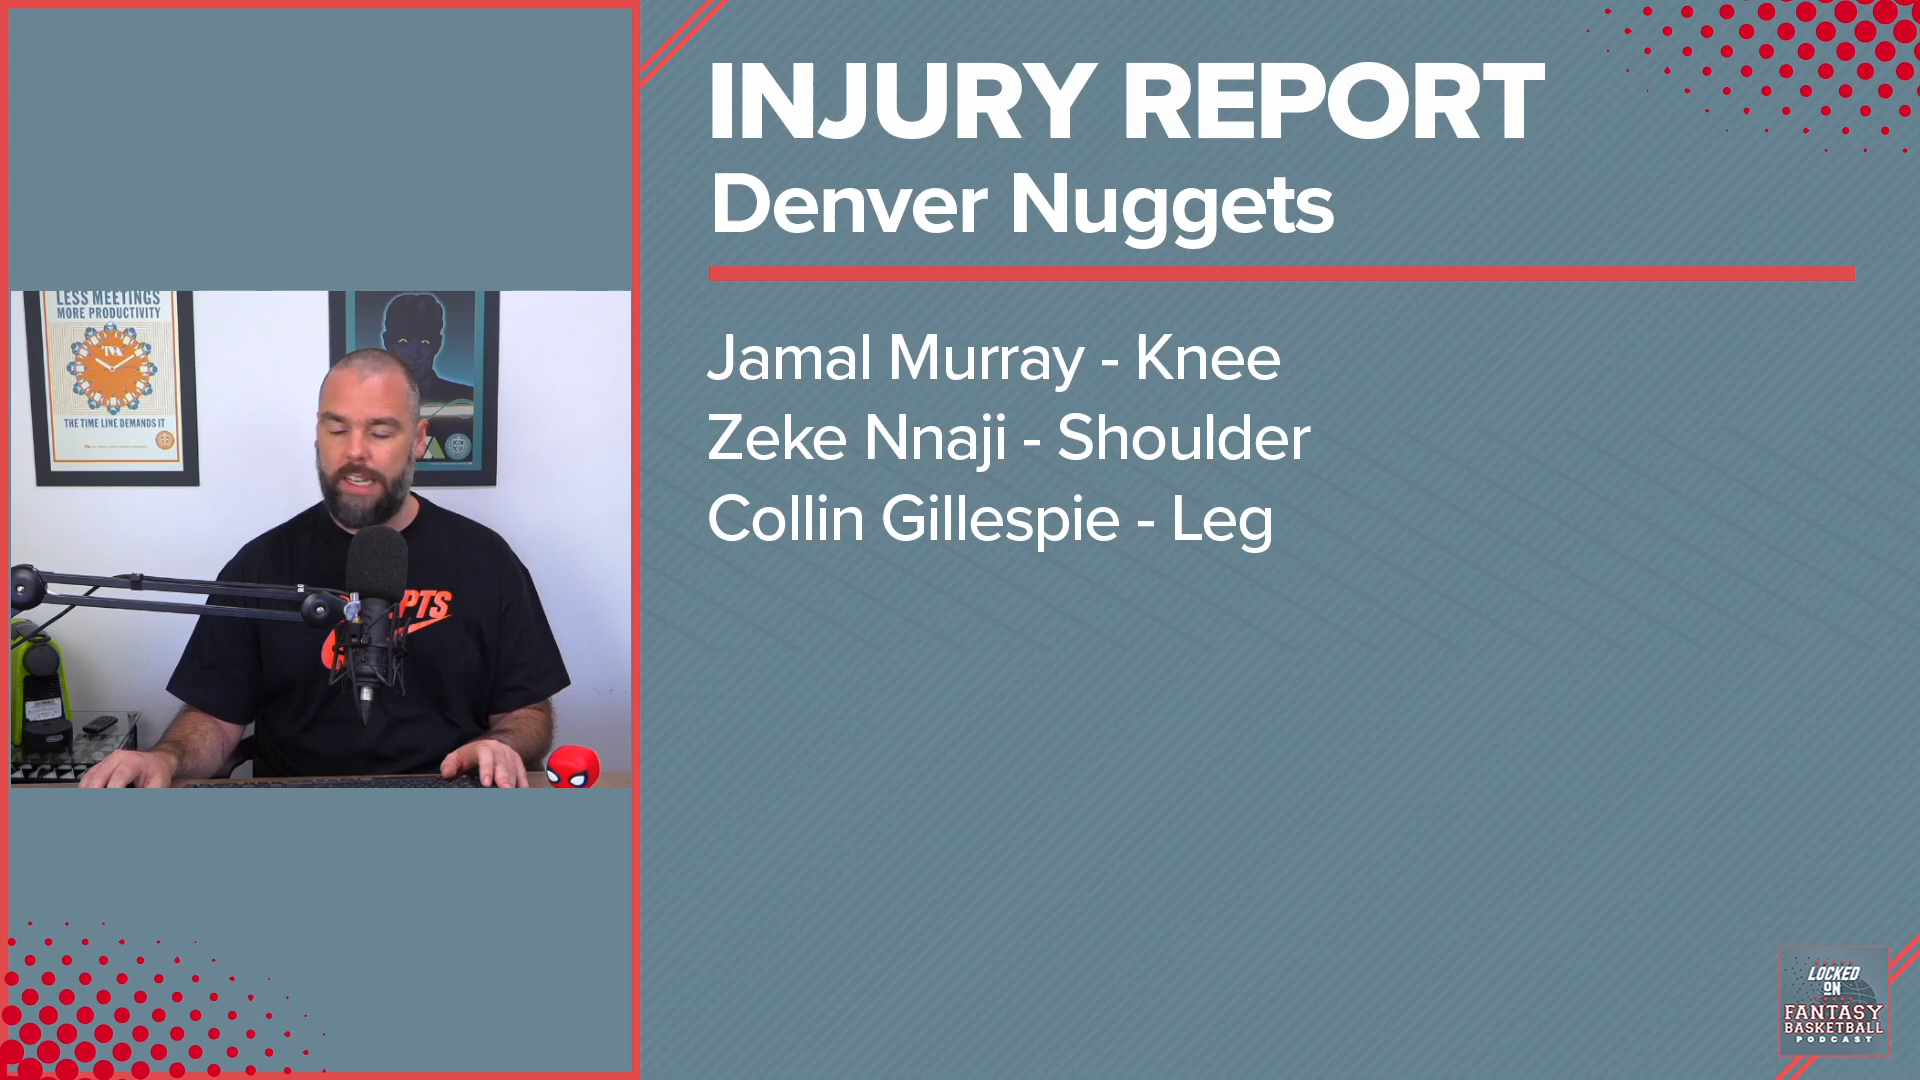 INJURY REPORT
Denver Nuggets
Jamal Murray - Knee
Zeke Nnaji - Shoulder
Collin Gillespie - Leg
LESS MEETINGS
MORE PRODUCTIVITY
TVA
THE TIME LINE DEMANDS IT
PTS
LOCKED
ON
FANTASY
BASKETBALL
PODCAST